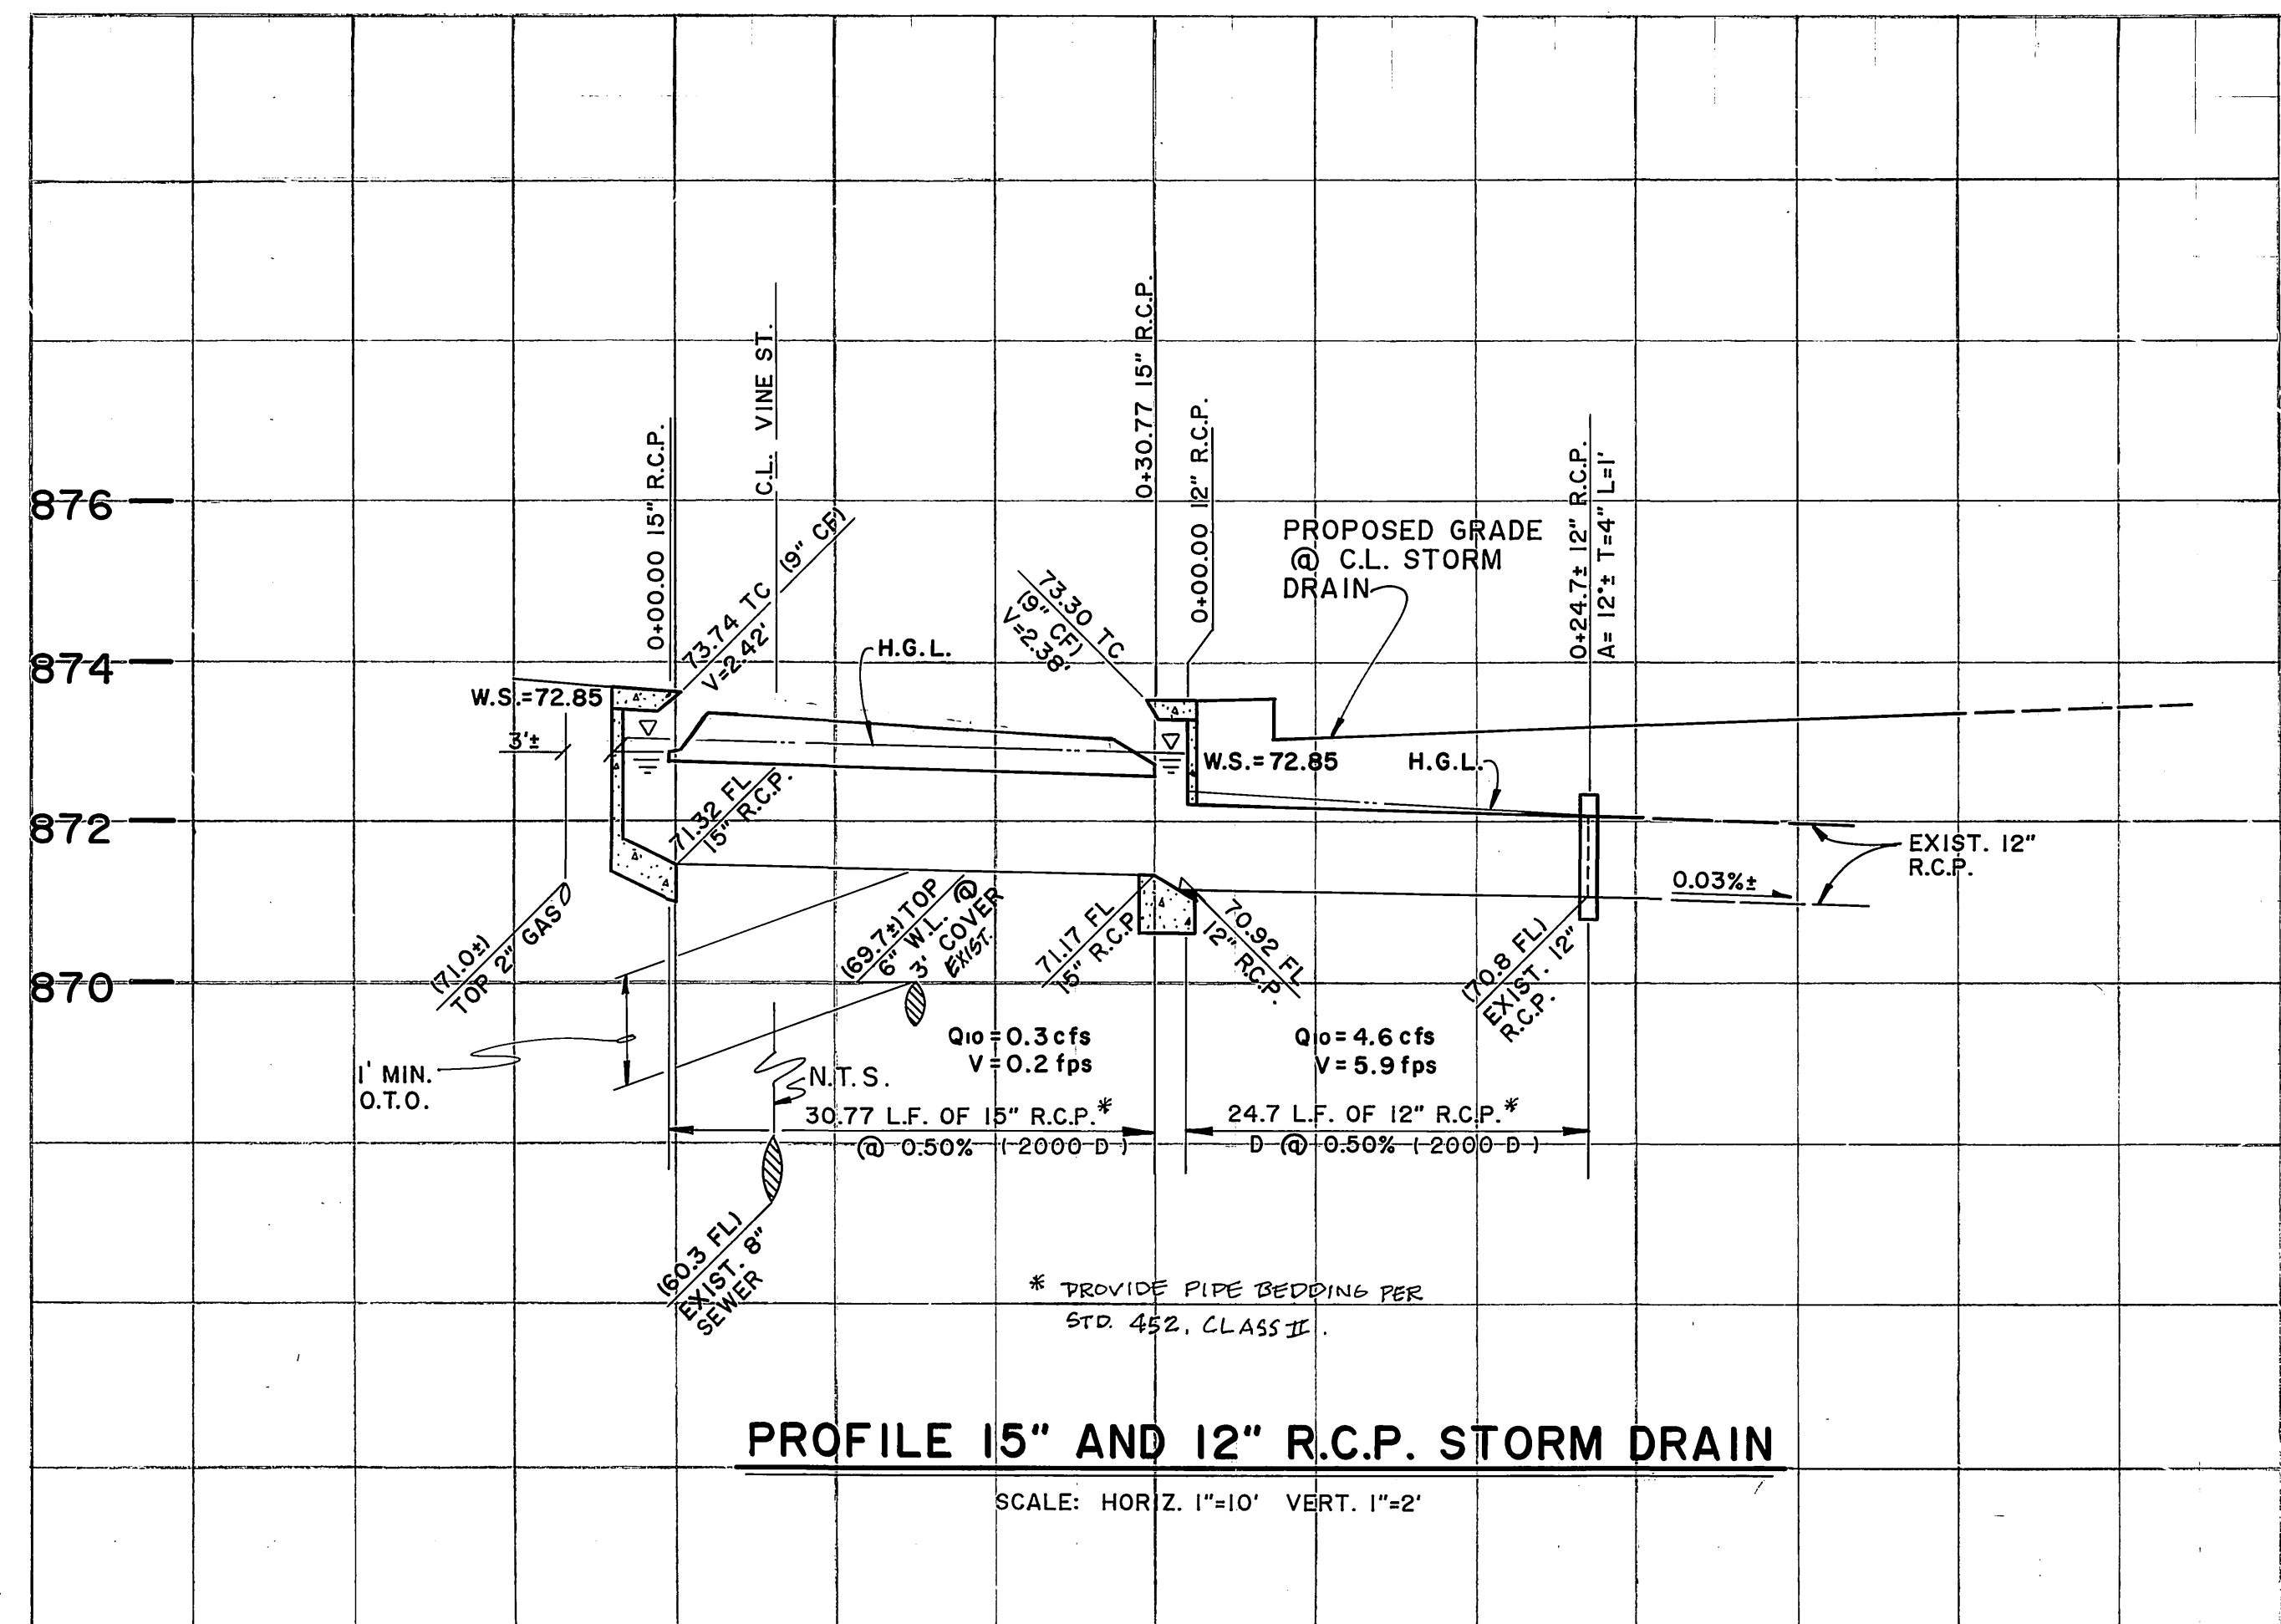 876
874
872
870
0+00.00 15" R.C.P.
C.L. VINE ST.
73.74 TC (9" CF)
V=2.42'
0+30.77 15" R.C.P.
0+00.00 12" R.C.P.
73.30 TC
(9" CF)
V=2.38'
PROPOSED GRADE
@ C.L. STORM
DRAIN
0+24.7± 12" R.C.P.
A= 12°± T=4" L=1'
H.G.L.
W.S.=72.85
3'±
W.S.=72.85
H.G.L.
71.32 FL
15" R.C.P.
EXIST. 12"
R.C.P.
0.03%±
(71.0±)
TOP 2" GAS
(69.7±) TOP
6" W.L. @
3' COVER
EXIST.
71.17 FL
15" R.C.P.
70.92 FL
12" R.C.P.
(70.8 FL)
EXIST. 12"
R.C.P.
1' MIN.
O.T.O.
Q10 = 0.3 cfs
V = 0.2 fps
Q10 = 4.6 cfs
V = 5.9 fps
N.T.S.
30.77 L.F. OF 15" R.C.P.*
@ 0.50% (2000 D)
24.7 L.F. OF 12" R.C.P.*
D @ 0.50% (2000 D)
(60.3 FL)
EXIST. 8"
SEWER
* PROVIDE PIPE BEDDING PER
STD. 452, CLASS II.
PROFILE 15" AND 12" R.C.P. STORM DRAIN
SCALE: HORIZ. 1"=10' VERT. 1"=2'